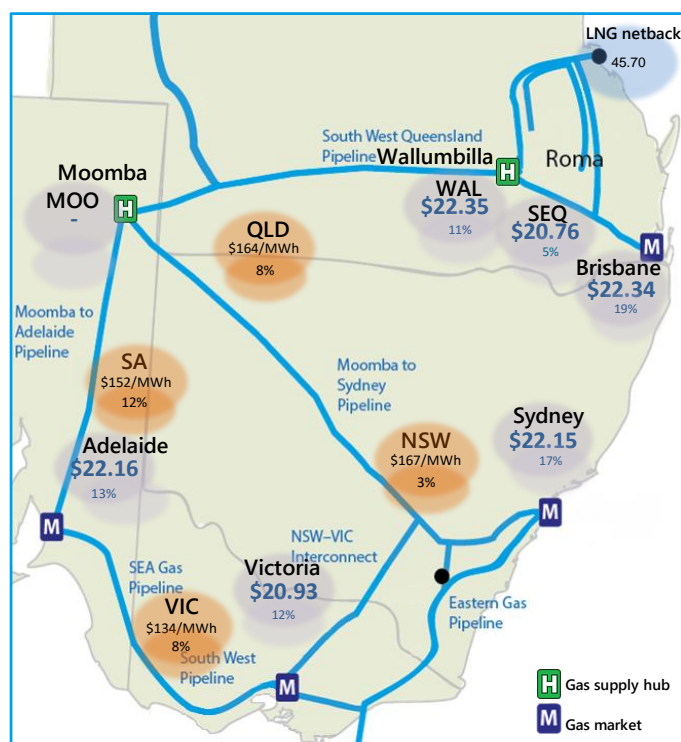 LNG netback
45.70
South West Queensland
Pipeline
Wallumbilla
Roma
Moomba
MOO
-
H
H
WAL
$22.35
11%
SEQ
$20.76
5%
QLD
$164/MWh
8%
M
Brisbane
$22.34
19%
Moomba to
Adelaide
Pipeline
SA
$152/MWh
12%
Moomba to
Sydney
Pipeline
Adelaide
$22.16
13%
NSW
$167/MWh
3%
Sydney
$22.15
17%
M
M
NSW–VIC
Interconnect
SEA Gas
Pipeline
Victoria
$20.93
12%
Eastern Gas
Pipeline
VIC
$134/MWh
8%
South West
Pipeline
M
H Gas supply hub
M Gas market